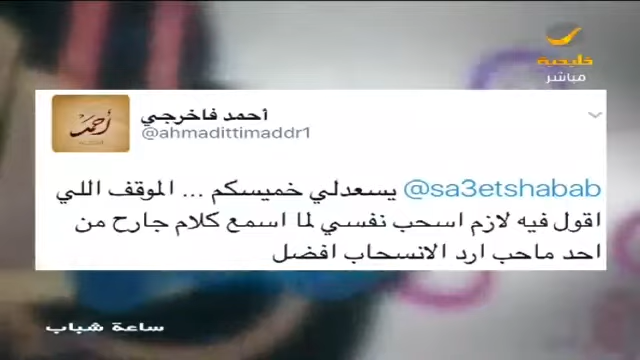 خليجية
مباشر
أحمد فاخرجي
@ahmadittimaddr1
أحمد
@sa3etshabab يسعدلي خميسكم ... الموقف اللي
اقول فيه لازم اسحب نفسي لما اسمع كلام جارح من
احد ماحب ارد الانسحاب افضل
ساعة شباب